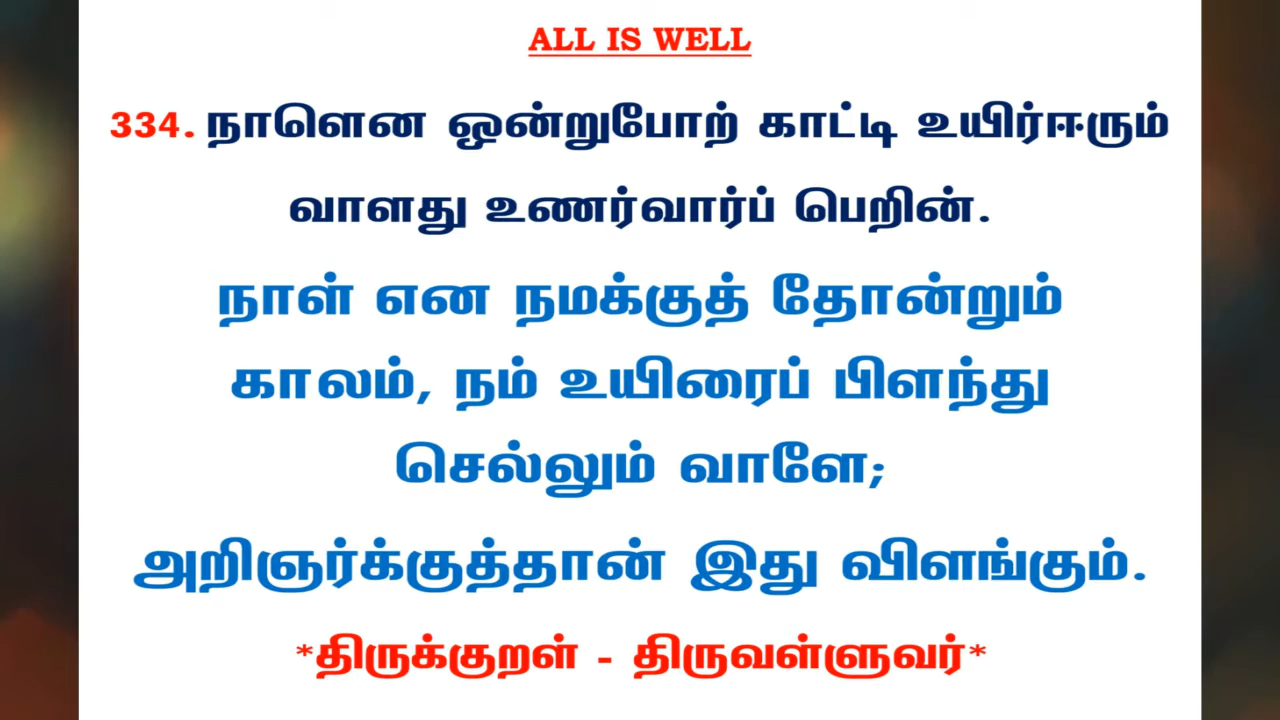 ALL IS WELL
334. நாளென ஒன்றுபோற் காட்டி உயிர்ஈரும்
வாளது உணர்வார்ப் பெறின்.
நாள் என நமக்குத் தோன்றும்
காலம், நம் உயிரைப் பிளந்து
செல்லும் வாளே;
அறிஞர்க்குத்தான் இது விளங்கும்.
*திருக்குறள் - திருவள்ளுவர்*